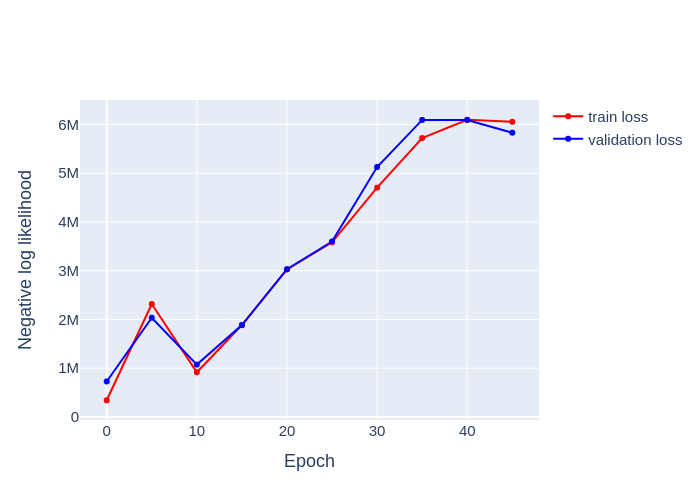 train loss
validation loss
6M
5M
4M
3M
2M
1M
0
Negative log likelihood
0 10 20 30 40
Epoch